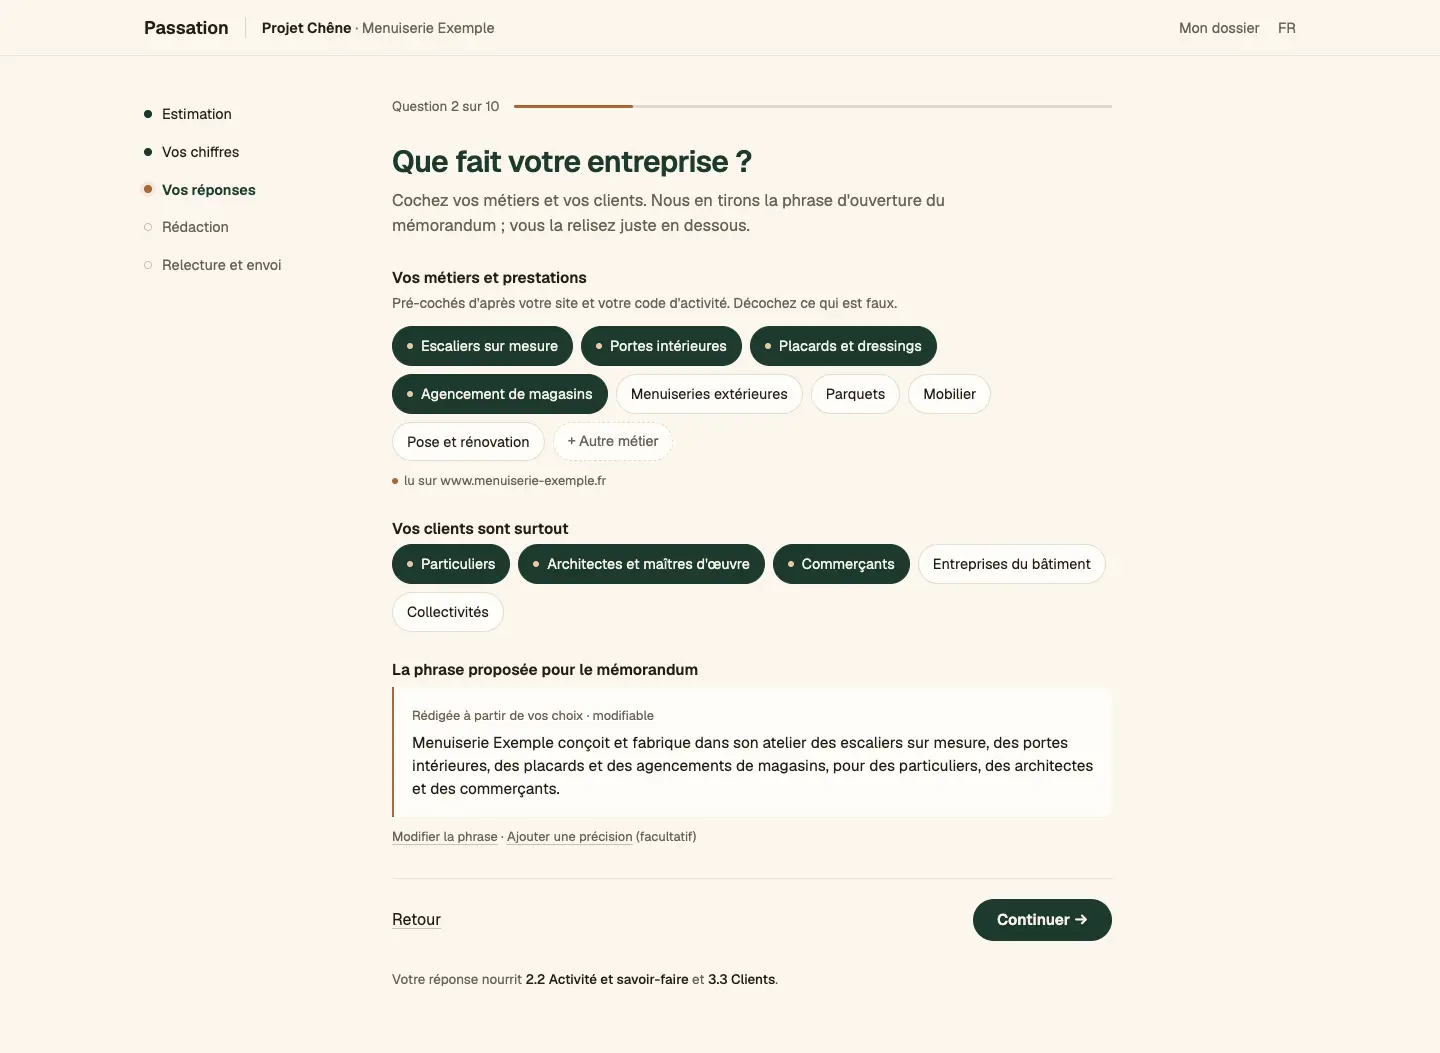 Passation
Projet Chêne · Menuiserie Exemple
Mon dossier
FR
Estimation
Vos chiffres
Vos réponses
Rédaction
Relecture et envoi
Question 2 sur 10
Que fait votre entreprise ?
Cochez vos métiers et vos clients. Nous en tirons la phrase d'ouverture du
mémorandum ; vous la relisez juste en dessous.
Vos métiers et prestations
Pré-cochés d'après votre site et votre code d'activité. Décochez ce qui est faux.
Escaliers sur mesure
Portes intérieures
Placards et dressings
Agencement de magasins
Menuiseries extérieures
Parquets
Mobilier
Pose et rénovation
+ Autre métier
lu sur www.menuiserie-exemple.fr
Vos clients sont surtout
Particuliers
Architectes et maîtres d'œuvre
Commerçants
Entreprises du bâtiment
Collectivités
La phrase proposée pour le mémorandum
Rédigée à partir de vos choix · modifiable
Menuiserie Exemple conçoit et fabrique dans son atelier des escaliers sur mesure, des portes
intérieures, des placards et des agencements de magasins, pour des particuliers, des architectes
et des commerçants.
Modifier la phrase · Ajouter une précision (facultatif)
Retour
Continuer →
Votre réponse nourrit 2.2 Activité et savoir-faire et 3.3 Clients.